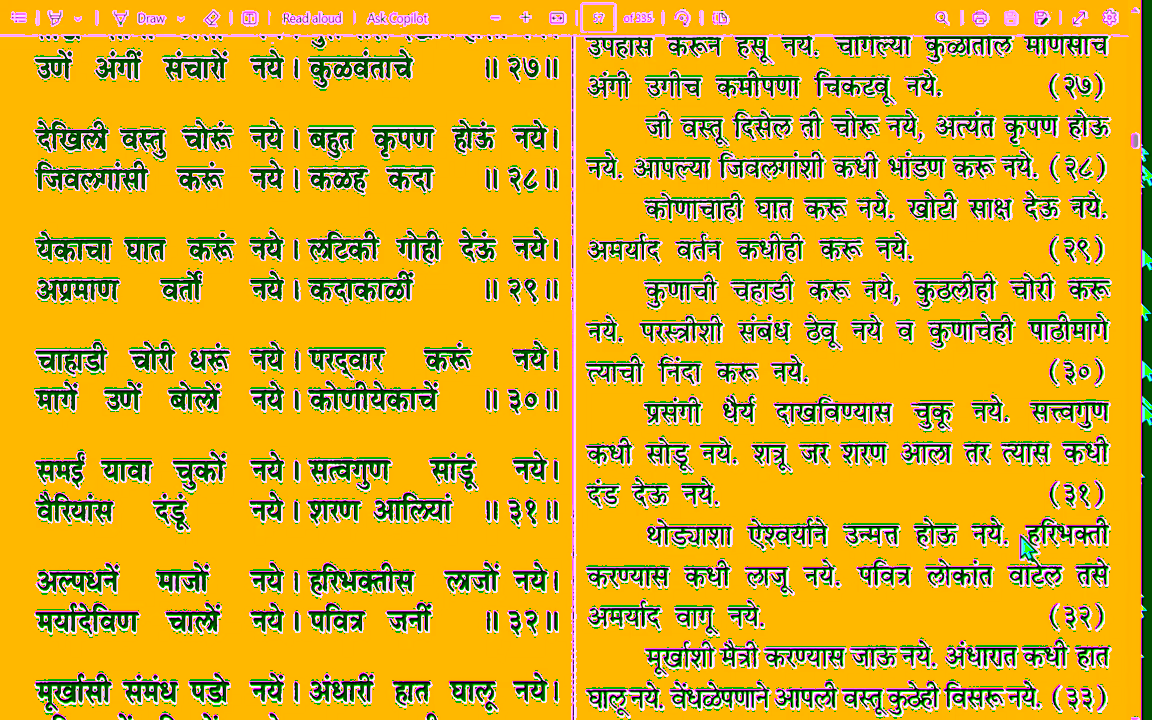 Draw
Read aloud
Ask Copilot
57
of 335
उणें अंगीं संचारों नये । कुळवंताचे ॥ २७ ॥
देखिली वस्तु चोरूं नये । बहुत कृपण होऊं नये ।
जिवलगांसी करूं नये । कळह कदा ॥ २८ ॥
येकाचा घात करूं नये । लटिकी गोही देऊं नये ।
अप्रमाण वर्तों नये । कदाकाळीं ॥ २९ ॥
चाहाडी चोरी धरूं नये । परद्वार करूं नये ।
मागें उणें बोलों नये । कोणीयेकाचें ॥ ३० ॥
समईं यावा चुकों नये । सत्वगुण सांडूं नये ।
वैरियांस दंडूं नये । शरण आलियां ॥ ३१ ॥
अल्पधनें माजों नये । हरिभक्तीस लाजों नये ।
मर्यादेविण चालों नये । पवित्र जनीं ॥ ३२ ॥
मूर्खासी संमंध पडो नयें । अंधारीं हात घालू नये ।
उपहास करून हसू नये. चांगल्या कुळातील माणसाच
अंगी उगीच कमीपणा चिकटवू नये. (२७)
जी वस्तू दिसेल ती चोरू नये, अत्यंत कृपण होऊ
नये. आपल्या जिवलगांशी कधी भांडण करू नये. (२८)
कोणाचाही घात करू नये. खोटी साक्ष देऊ नये.
अमर्याद वर्तन कधीही करू नये. (२९)
कुणाची चहाडी करू नये, कुठलीही चोरी करू
नये. परस्त्रीशी संबंध ठेवू नये व कुणाचेही पाठीमागे
त्याची निंदा करू नये. (३०)
प्रसंगी धैर्य दाखविण्यास चुकू नये. सत्त्वगुण
कधी सोडू नये. शत्रू जर शरण आला तर त्यास कधी
दंड देऊ नये. (३१)
थोड्याशा ऐश्वर्याने उन्मत्त होऊ नये. हरिभक्ती
करण्यास कधी लाजू नये. पवित्र लोकांत वाटेल तसे
अमर्याद वागू नये. (३२)
मूर्खाशी मैत्री करण्यास जाऊ नये. अंधारात कधी हात
घालू नये. वेंधळेपणाने आपली वस्तू कुठेही विसरू नये. (३३)